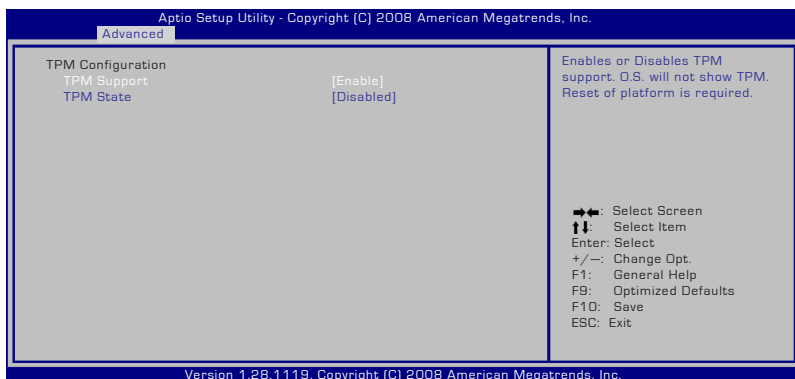 Aptio Setup Utility - Copyright (C) 2008 American Megatrends, Inc.
Advanced
TPM Configuration
TPM Support [Enable]
TPM State [Disabled]
Enables or Disables TPM
support. O.S. will not show TPM.
Reset of platform is required.
➡⬅: Select Screen
⬆⬇: Select Item
Enter: Select
+/—: Change Opt.
F1: General Help
F9: Optimized Defaults
F10: Save
ESC: Exit
Version 1.28.1119. Copyright (C) 2008 American Megatrends, Inc.